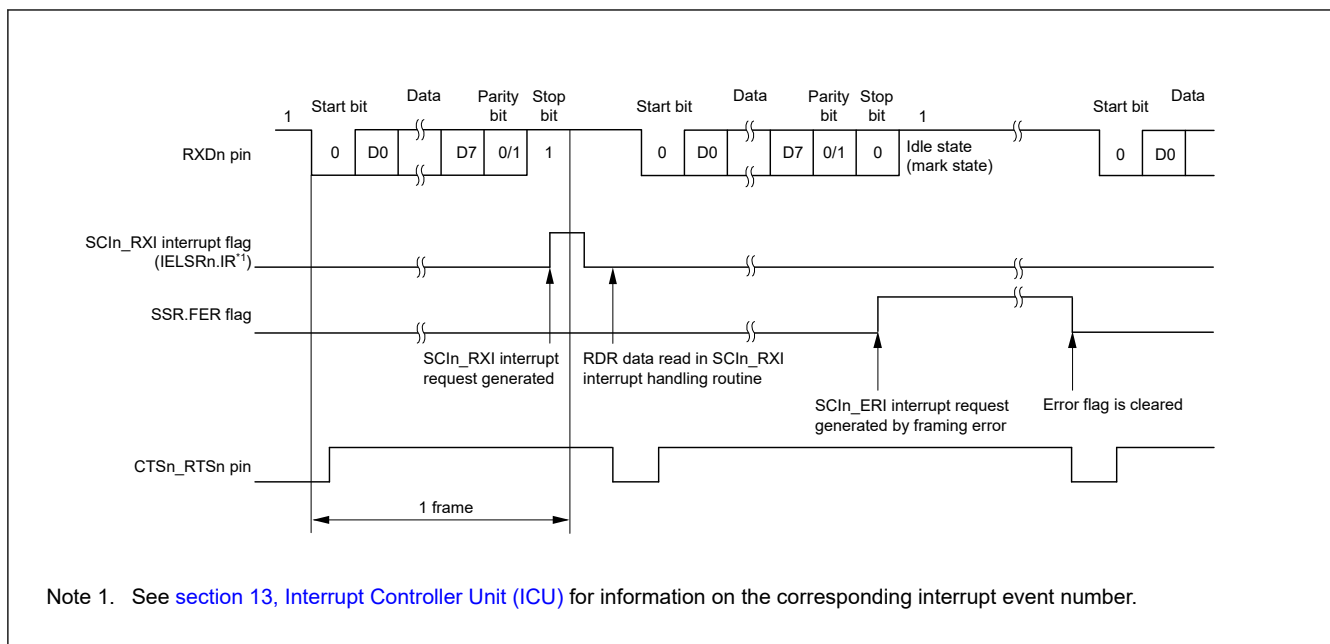 1 Start bit Data Parity bit Stop bit Start bit Data Parity bit Stop bit 1 Start bit Data
RXDn pin 0 D0 D7 0/1 1 0 D0 D7 0/1 0 Idle state (mark state) 0 D0
SCIn_RXI interrupt flag
(IELSRn.IR*1)
SSR.FER flag
SCIn_RXI interrupt
request generated
RDR data read in SCIn_RXI
interrupt handling routine
SCIn_ERI interrupt request
generated by framing error
Error flag is cleared
CTSn_RTSn pin
1 frame
Note 1. See section 13, Interrupt Controller Unit (ICU) for information on the corresponding interrupt event number.